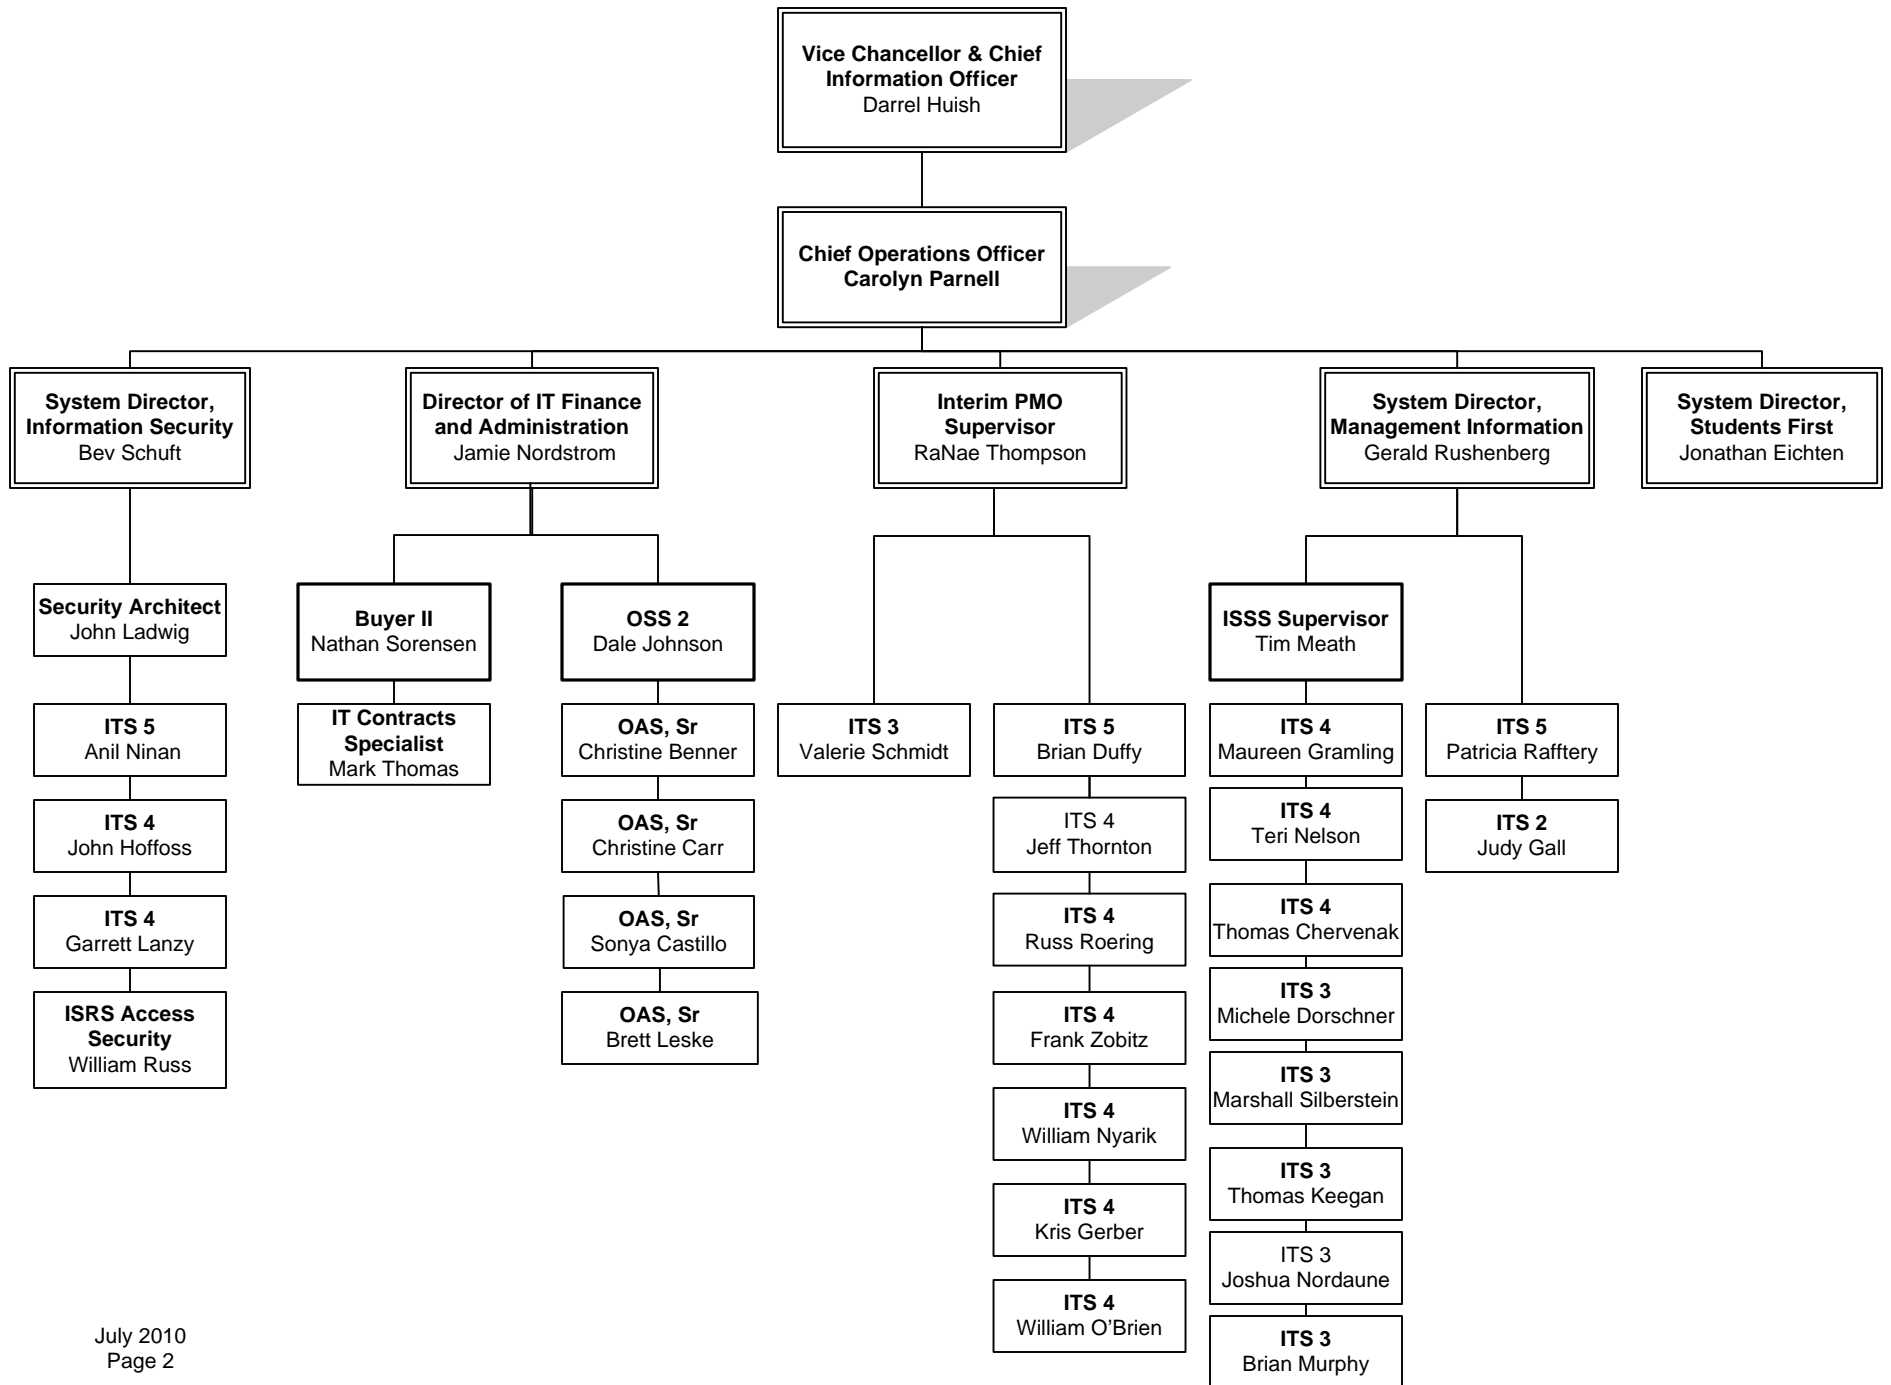 Vice Chancellor & Chief
Information Officer
Darrel Huish
Chief Operations Officer
Carolyn Parnell
System Director,
Information Security
Bev Schuft
Director of IT Finance
and Administration
Jamie Nordstrom
Interim PMO
Supervisor
RaNae Thompson
System Director,
Management Information
Gerald Rushenberg
System Director,
Students First
Jonathan Eichten
Security Architect
John Ladwig
ITS 5
Anil Ninan
ITS 4
John Hoffoss
ITS 4
Garrett Lanzy
ISRS Access
Security
William Russ
Buyer II
Nathan Sorensen
IT Contracts
Specialist
Mark Thomas
OSS 2
Dale Johnson
OAS, Sr
Christine Benner
OAS, Sr
Christine Carr
OAS, Sr
Sonya Castillo
OAS, Sr
Brett Leske
ITS 3
Valerie Schmidt
ITS 5
Brian Duffy
ITS 4
Jeff Thornton
ITS 4
Russ Roering
ITS 4
Frank Zobitz
ITS 4
William Nyarik
ITS 4
Kris Gerber
ITS 4
William O’Brien
ISSS Supervisor
Tim Meath
ITS 4
Maureen Gramling
ITS 4
Teri Nelson
ITS 4
Thomas Chervenak
ITS 3
Michele Dorschner
ITS 3
Marshall Silberstein
ITS 3
Thomas Keegan
ITS 3
Joshua Nordaune
ITS 3
Brian Murphy
ITS 5
Patricia Rafftery
ITS 2
Judy Gall
July 2010
Page 2